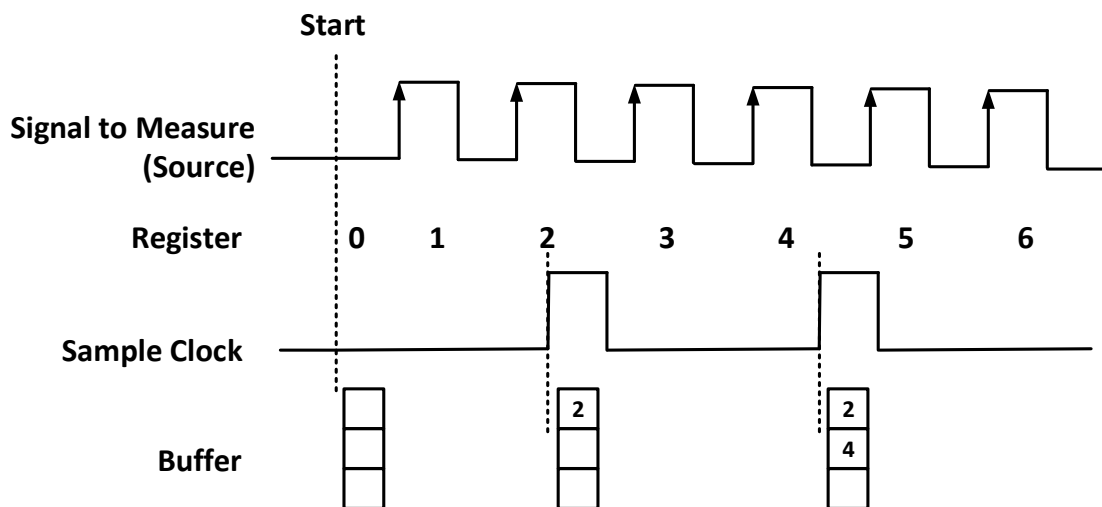 Start
Signal to Measure
(Source)
Register 0 1 2 3 4 5 6
Sample Clock
Buffer
2
2
4